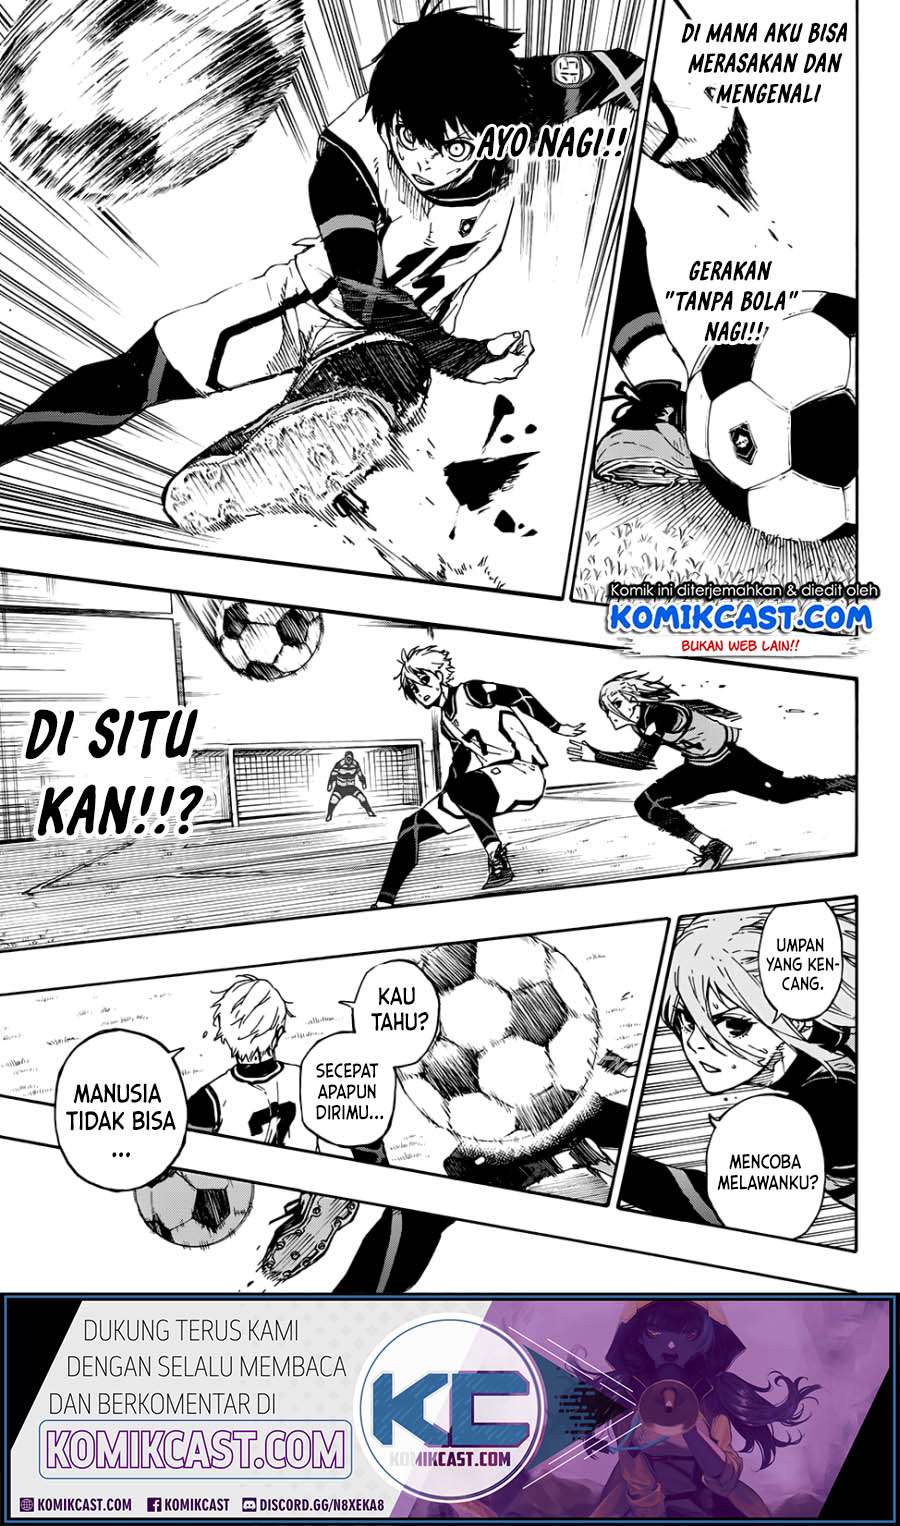 DI MANA AKU BISA
MERASAKAN DAN
MENGENALI
GERAKAN
"TANPA BOLA"
NAGI!!
AYO NAGI!!
Komik ini diterjemahkan & diedit oleh
KOMIKCAST.COM
BUKAN WEB LAIN!!
DI SITU
KAN!!?
UMPAN
YANG KEN-
CANG.
MENCOBA
MELAWANKU?
KAU
TAHU?
SECEPAT
APAPUN
DIRIMU...
MANUSIA
TIDAK BISA
...
DUKUNG TERUS KAMI
DENGAN SELALU MEMBACA
DAN BERKOMENTAR DI
KOMIKCAST.COM
KC
KOMIKCAST.COM
KOMIKCAST.COM
KOMIKCAST
DISCORD.GG/N8XEKA8